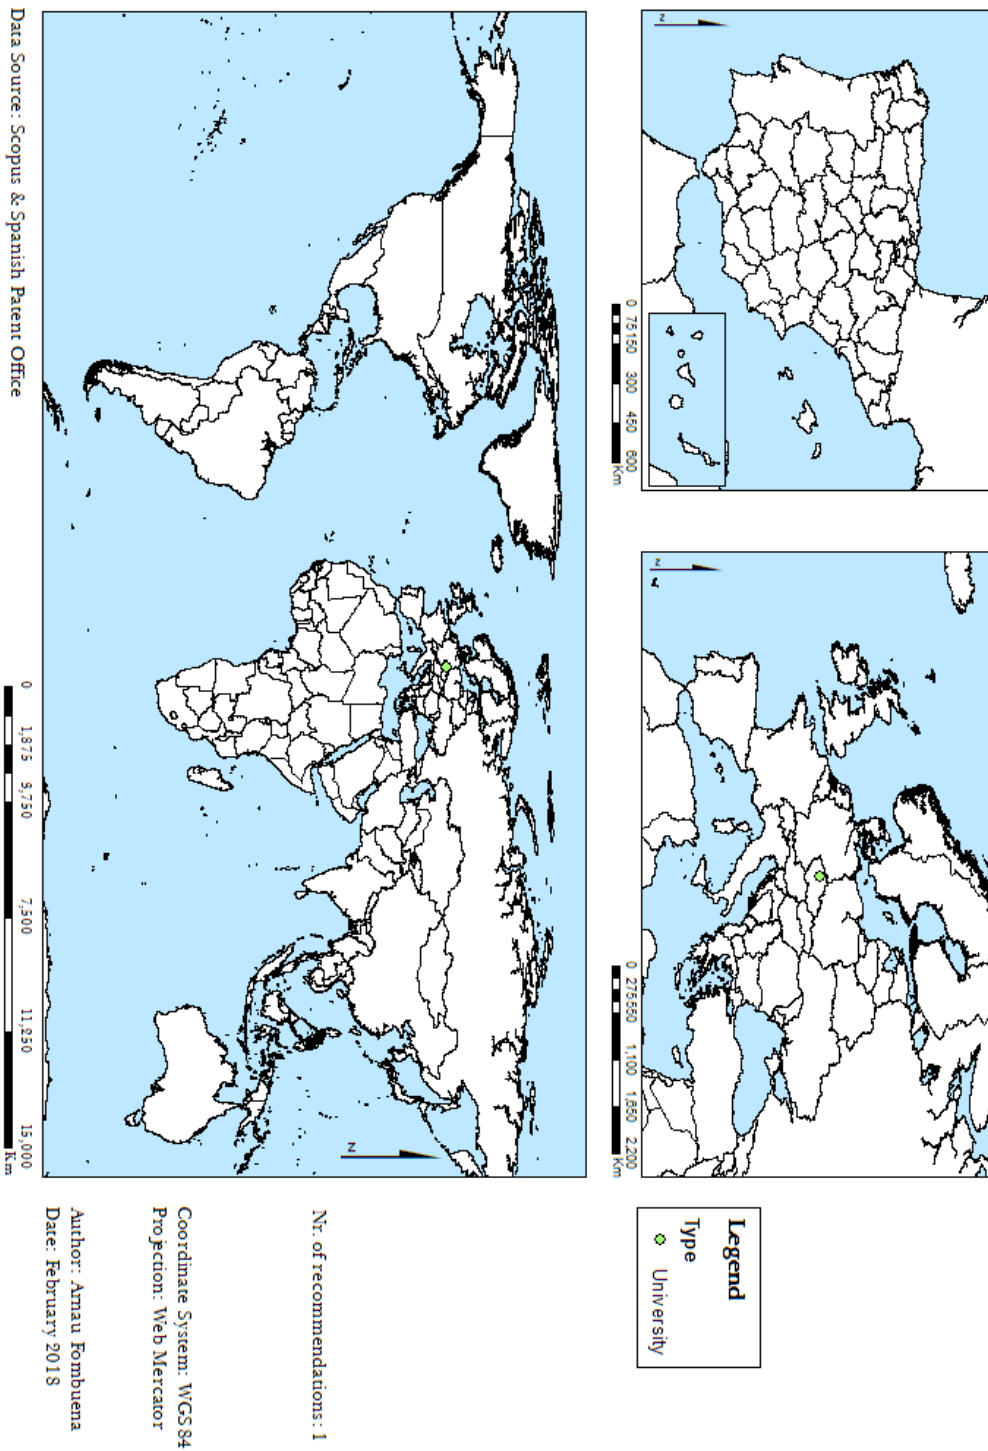 N
0 75 150 300 450 600
Km
N
0 275 550 1,100 1,650 2,200
Km
Legend
Type
University
N
0 1,875 3,750 7,500 11,250 15,000
Km
Nr. of recommendations: 1
Coordinate System: WGS 84
Projection: Web Mercator
Author: Arnau Fombuena
Date: February 2018
Data Source: Scopus & Spanish Patent Office